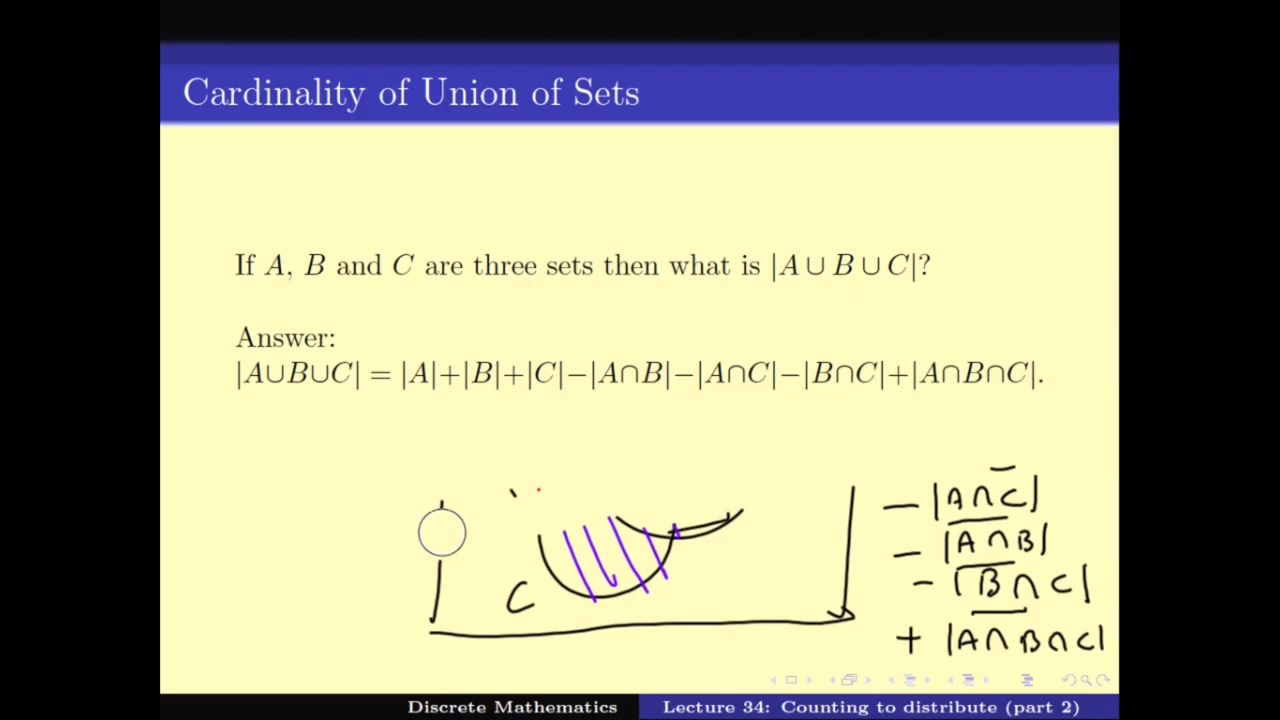 Cardinality of Union of Sets
If A, B and C are three sets then what is |A ∪ B ∪ C|?
Answer:
|A∪B∪C| = |A|+|B|+|C|−|A∩B|−|A∩C|−|B∩C|+|A∩B∩C|.
− |A∩C|
− |A∩B|
− |B∩C|
+ |A∩B∩C|
C
Discrete Mathematics
Lecture 34: Counting to distribute (part 2)